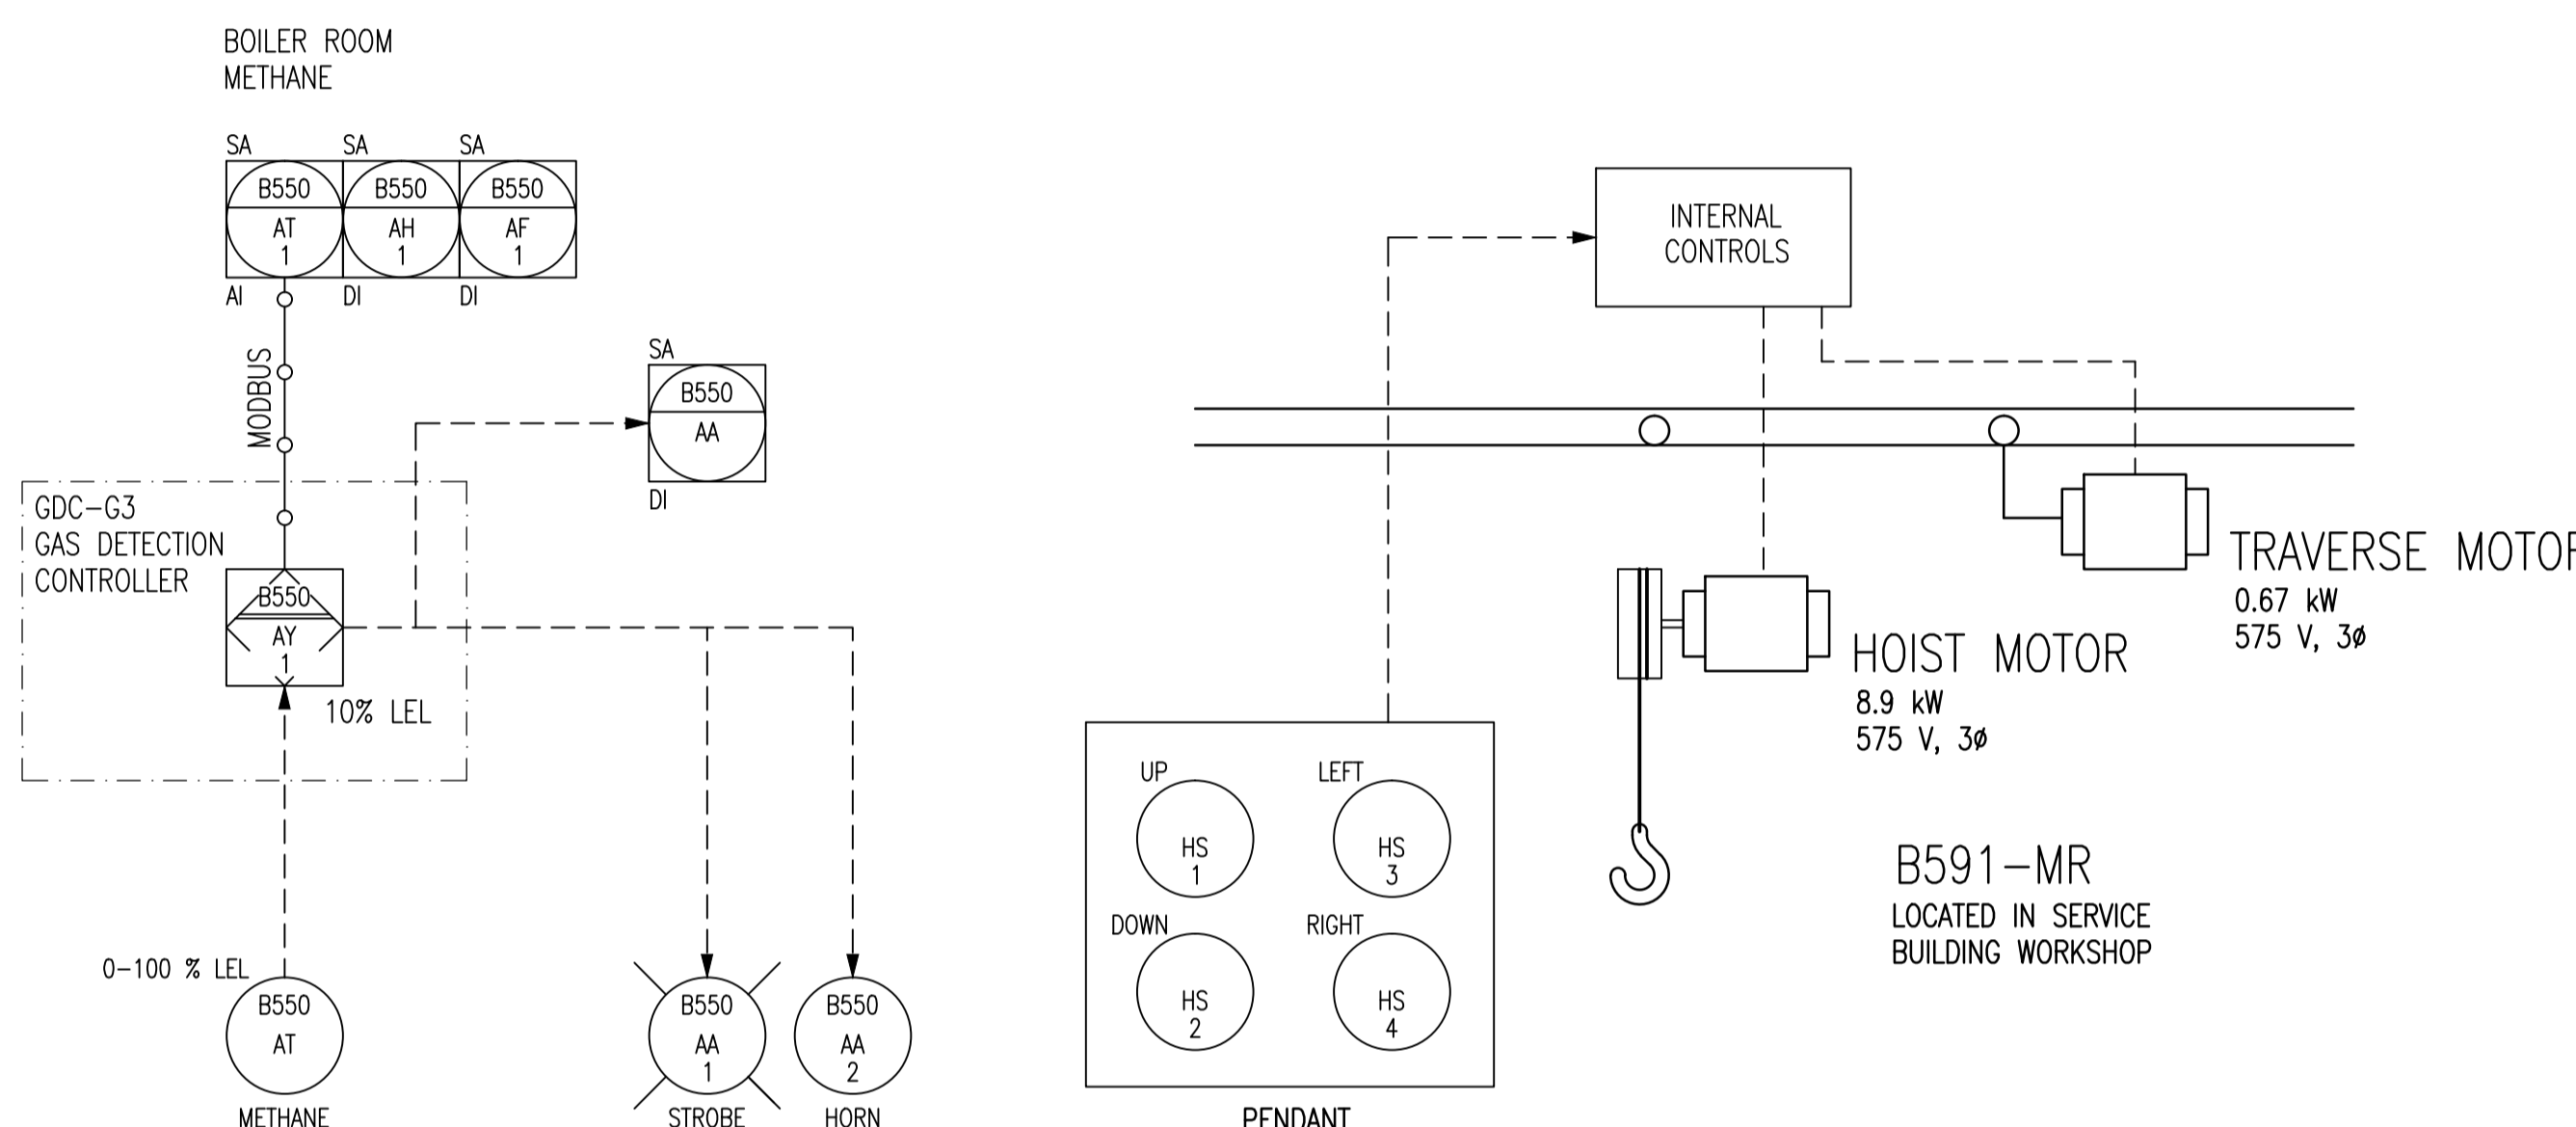 BOILER ROOM
METHANE
SA SA SA
B550 B550 B550
AT AH AF
1 1 1
AI DI DI
MODBUS
SA
B550
AA
DI
GDC-G3
GAS DETECTION
CONTROLLER
B550
AY
1
10% LEL
0-100 % LEL
B550
AT
METHANE
B550
AA
1
STROBE
B550
AA
2
HORN
INTERNAL
CONTROLS
TRAVERSE MOTOR
0.67 kW
575 V, 3ø
HOIST MOTOR
8.9 kW
575 V, 3ø
UP
HS
1
LEFT
HS
3
DOWN
HS
2
RIGHT
HS
4
PENDANT
B591-MR
LOCATED IN SERVICE
BUILDING WORKSHOP